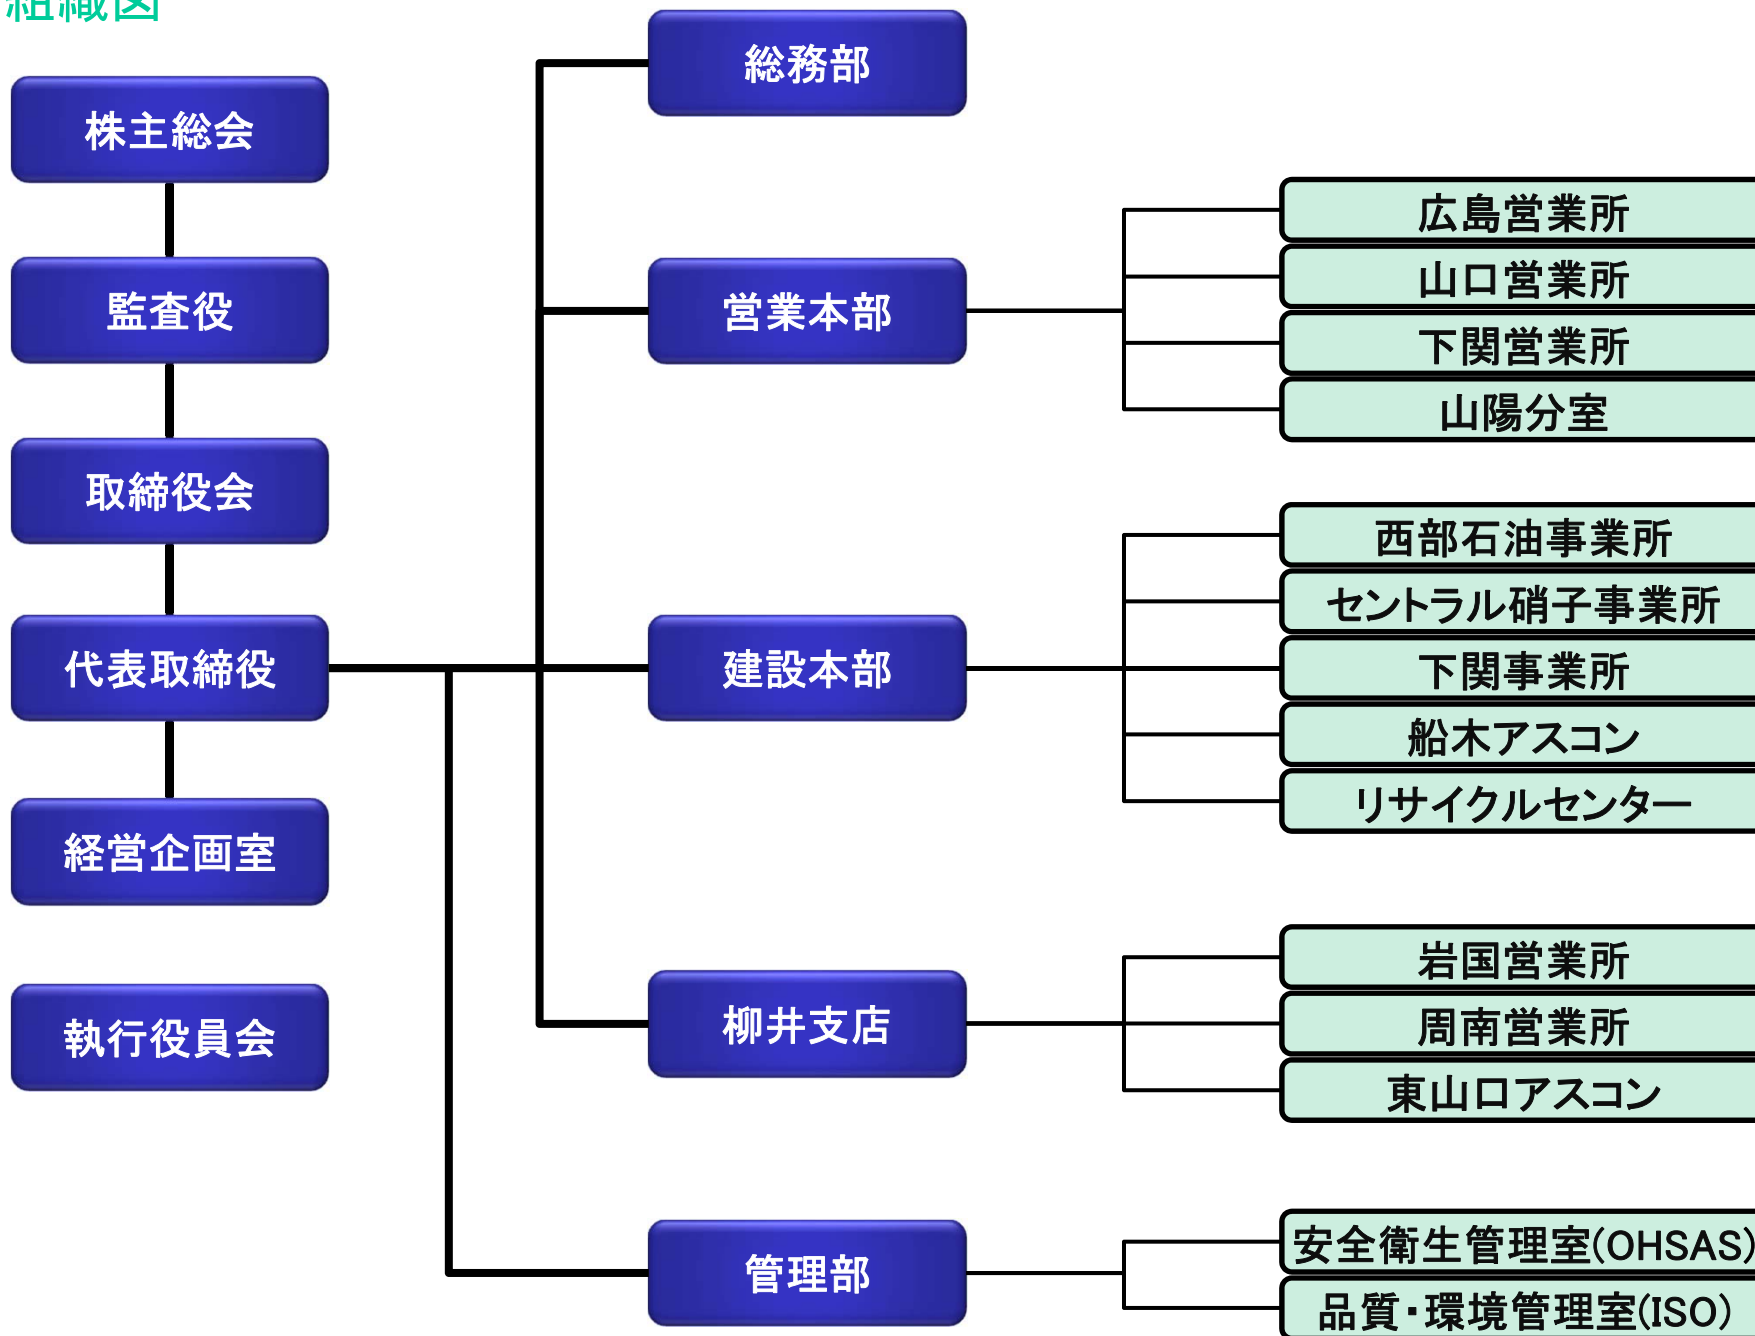 組織図
株主総会
監査役
取締役会
代表取締役
経営企画室
執行役員会
総務部
営業本部
広島営業所
山口営業所
下関営業所
山陽分室
建設本部
西部石油事業所
セントラル硝子事業所
下関事業所
船木アスコン
リサイクルセンター
柳井支店
岩国営業所
周南営業所
東山口アスコン
管理部
安全衛生管理室(OHSAS)
品質・環境管理室(ISO)